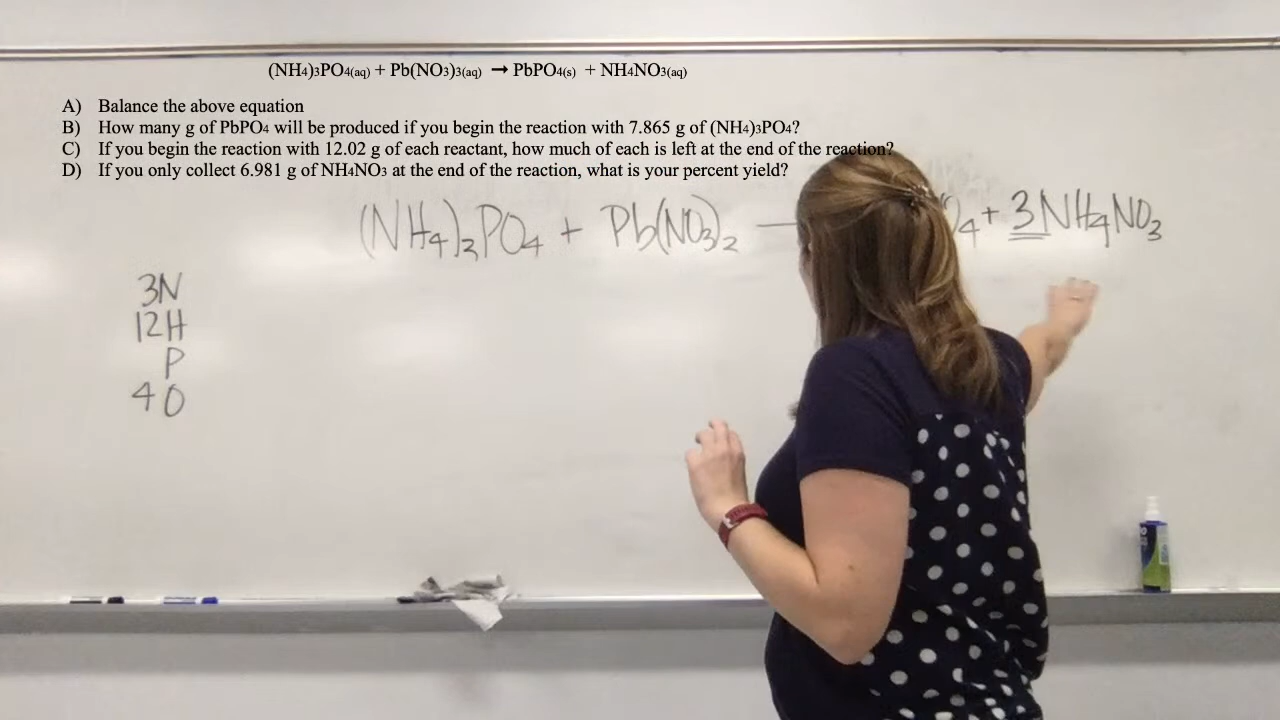 (NH4)3PO4(aq) + Pb(NO3)3(aq) → PbPO4(s) + NH4NO3(aq)
A) Balance the above equation
B) How many g of PbPO4 will be produced if you begin the reaction with 7.865 g of (NH4)3PO4?
C) If you begin the reaction with 12.02 g of each reactant, how much of each is left at the end of the reaction?
D) If you only collect 6.981 g of NH4NO3 at the end of the reaction, what is your percent yield?
(NH4)3PO4 + Pb(NO3)2 — O4 + 3NH4NO3
3N
12H
P
4O